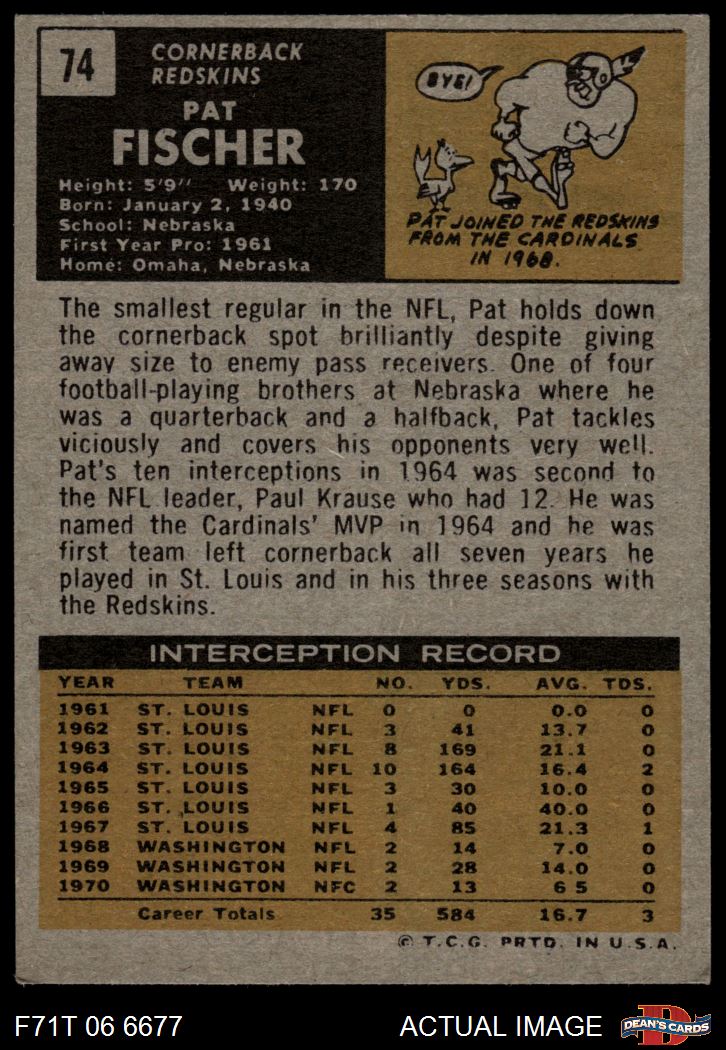 74
CORNERBACK
REDSKINS
PAT
FISCHER
Height: 5'9" Weight: 170
Born: January 2, 1940
School: Nebraska
First Year Pro: 1961
Home: Omaha, Nebraska
BYE!
PAT JOINED THE REDSKINS
FROM THE CARDINALS
IN 1968.
The smallest regular in the NFL, Pat holds down
the cornerback spot brilliantly despite giving
away size to enemy pass receivers. One of four
football-playing brothers at Nebraska where he
was a quarterback and a halfback, Pat tackles
viciously and covers his opponents very well.
Pat's ten interceptions in 1964 was second to
the NFL leader, Paul Krause who had 12. He was
named the Cardinals' MVP in 1964 and he was
first team left cornerback all seven years he
played in St. Louis and in his three seasons with
the Redskins.
INTERCEPTION RECORD
YEAR TEAM NO. YDS. AVG. TDS.
1961 ST. LOUIS NFL 0 0 0.0 0
1962 ST. LOUIS NFL 3 41 13.7 0
1963 ST. LOUIS NFL 8 169 21.1 0
1964 ST. LOUIS NFL 10 164 16.4 2
1965 ST. LOUIS NFL 3 30 10.0 0
1966 ST. LOUIS NFL 1 40 40.0 0
1967 ST. LOUIS NFL 4 85 21.3 1
1968 WASHINGTON NFL 2 14 7.0 0
1969 WASHINGTON NFL 2 28 14.0 0
1970 WASHINGTON NFC 2 13 6 5 0
Career Totals 35 584 16.7 3
© T.C.G. PRTD. IN U.S.A.
F71T 06 6677
ACTUAL IMAGE
D
DEAN'S CARDS